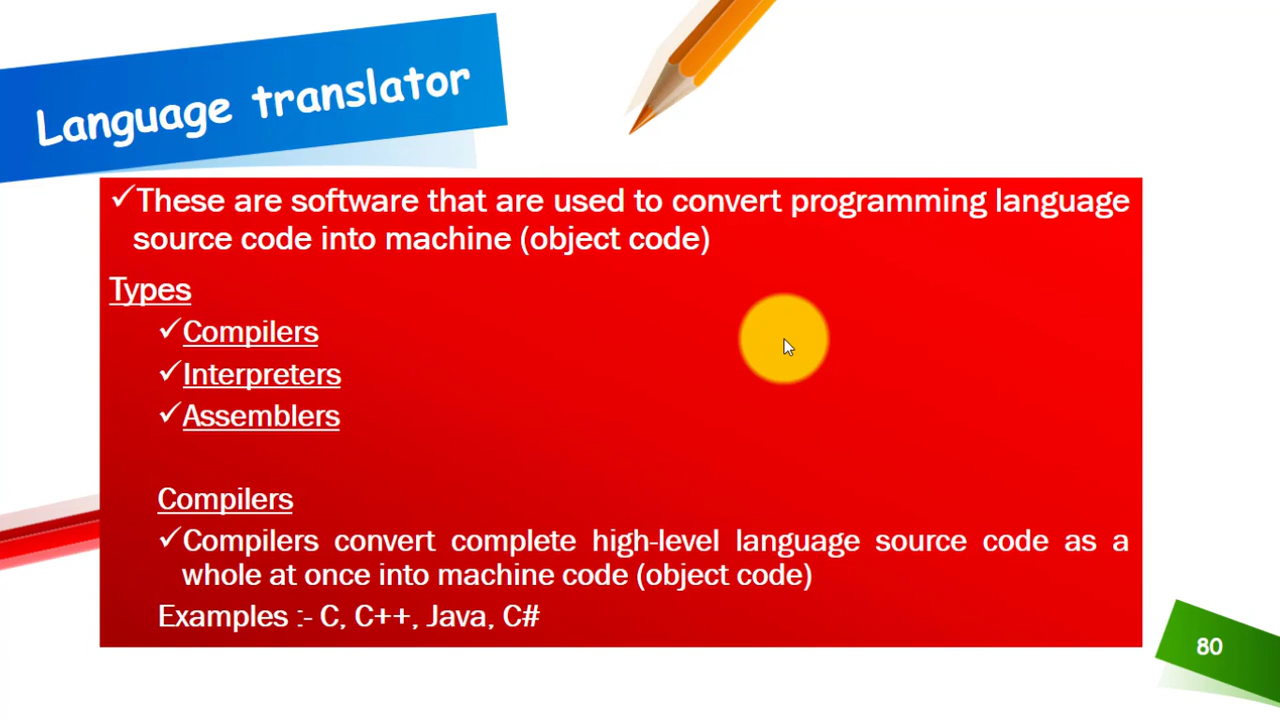 Language translator
✓These are software that are used to convert programming language
source code into machine (object code)
Types
✓Compilers
✓Interpreters
✓Assemblers
Compilers
✓Compilers convert complete high-level language source code as a
whole at once into machine code (object code)
Examples :- C, C++, Java, C#
80